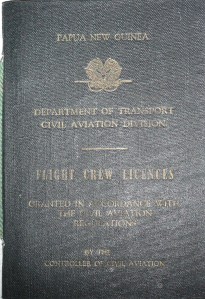 PAPUA NEW GUINEA
DEPARTMENT OF TRANSPORT
CIVIL AVIATION DIVISION
FLIGHT CREW LICENCES
GRANTED IN ACCORDANCE WITH
THE CIVIL AVIATION
REGULATIONS
BY THE
CONTROLLER OF CIVIL AVIATION